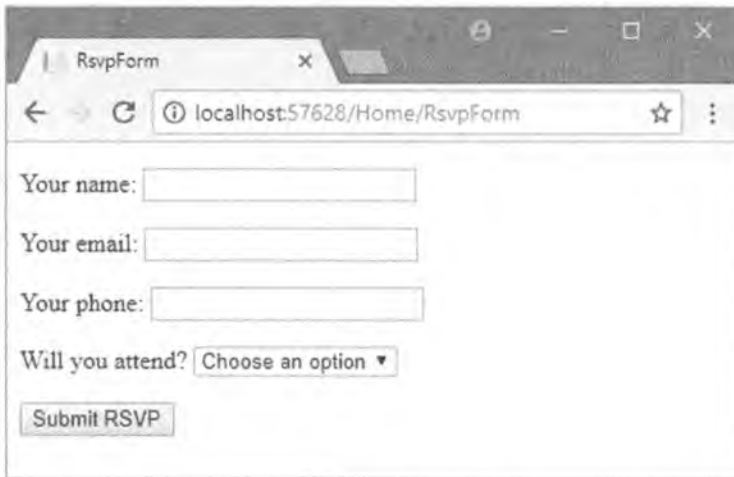 RsvpForm
localhost:57628/Home/RsvpForm
Your name:
Your email:
Your phone:
Will you attend? Choose an option
Submit RSVP